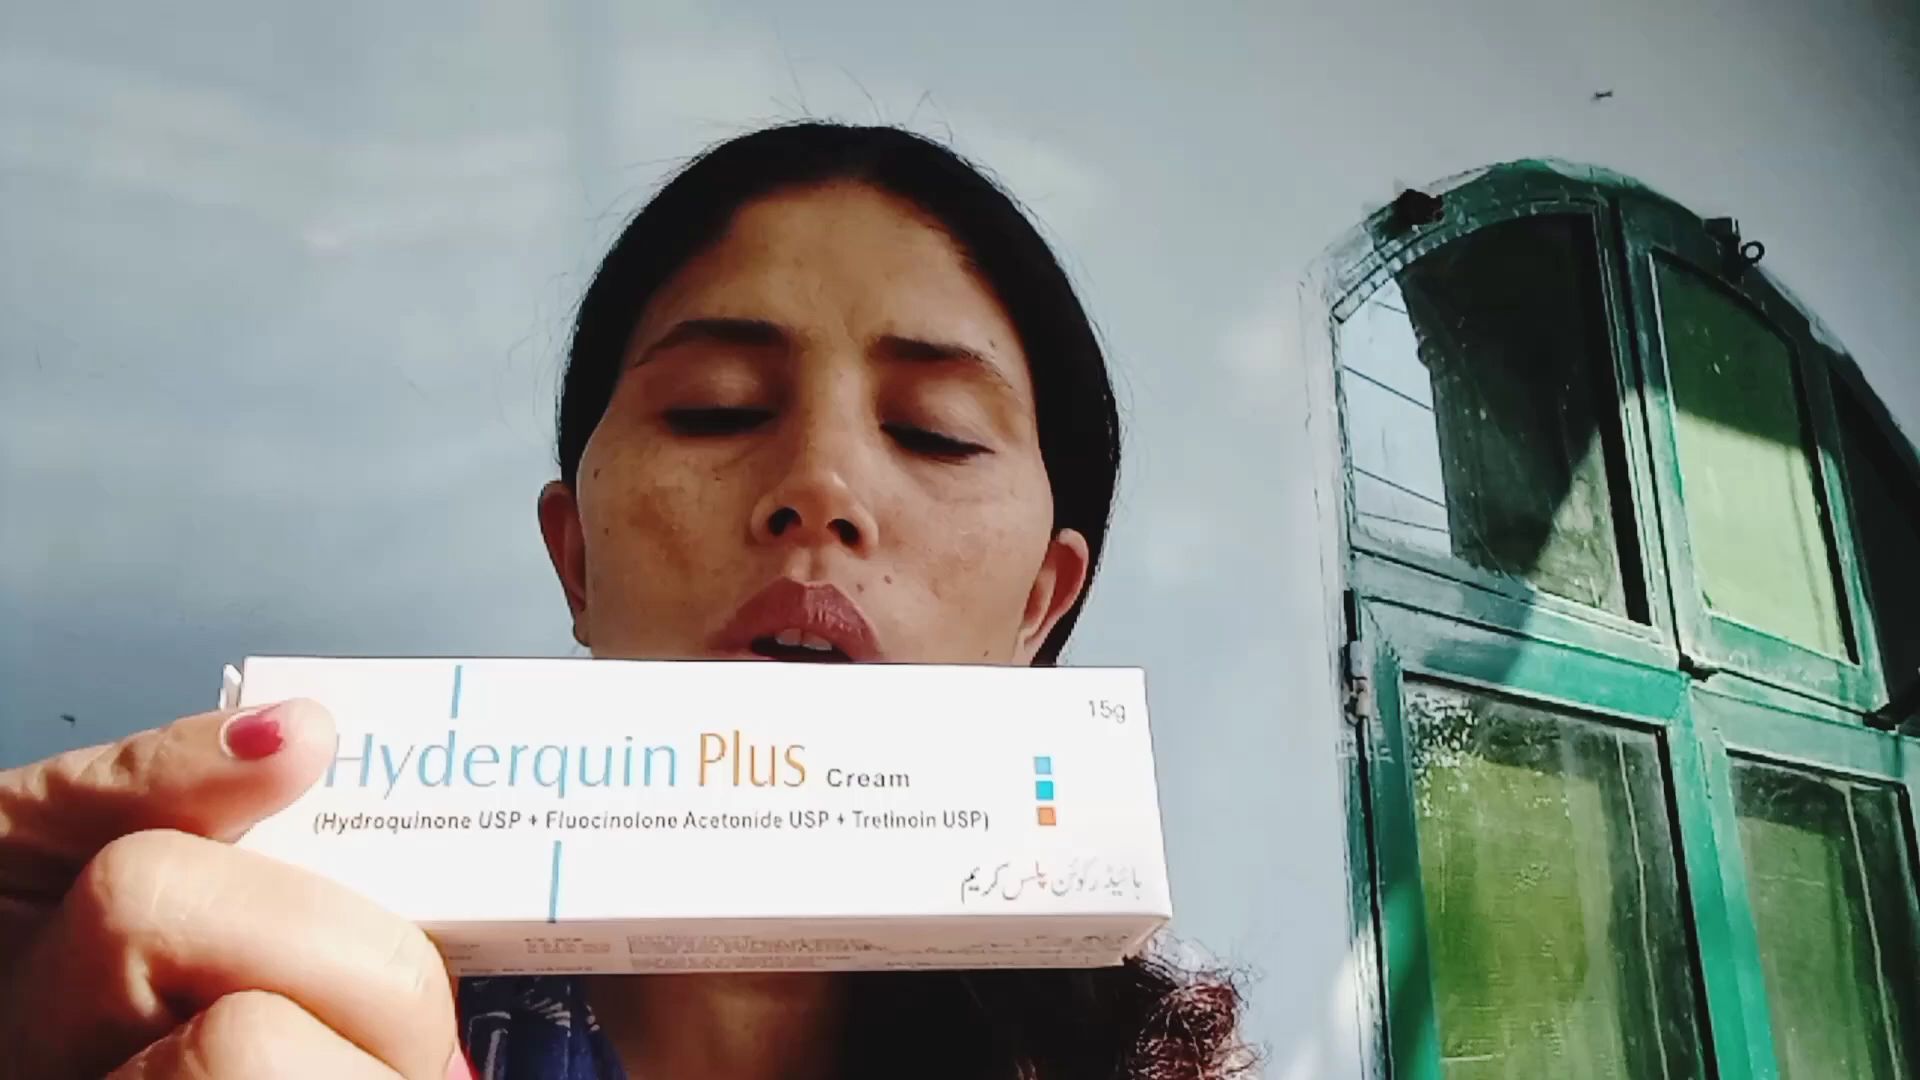 15g
Hyderquin Plus Cream
(Hydroquinone USP + Fluocinolone Acetonide USP + Tretinoin USP)
ہائیڈرکوئن پلس کریم